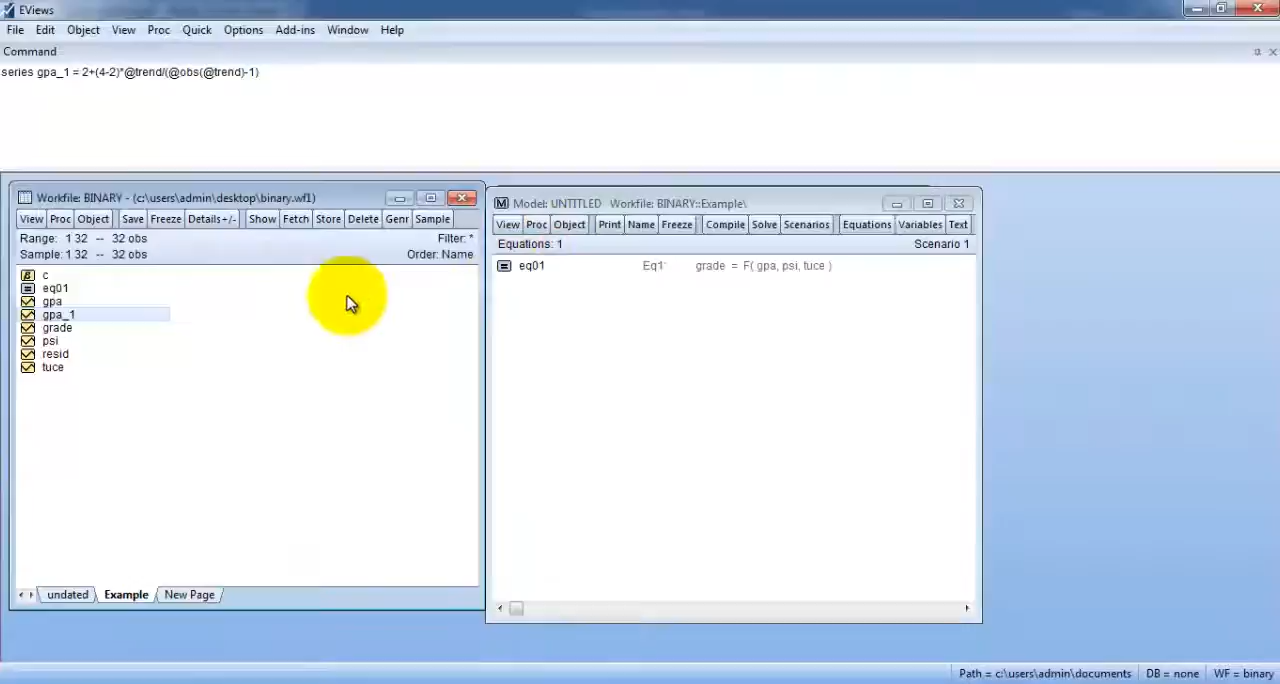 EViews
File Edit Object View Proc Quick Options Add-ins Window Help
Command
series gpa_1 = 2+(4-2)*@trend/(@obs(@trend)-1)
Workfile: BINARY - (c:\users\admin\desktop\binary.wf1)
View Proc Object Save Freeze Details+/- Show Fetch Store Delete Genr Sample
Range: 1 32 -- 32 obs Filter: *
Sample: 1 32 -- 32 obs Order: Name
c
eq01
gpa
gpa_1
grade
psi
resid
tuce
undated Example New Page
Model: UNTITLED Workfile: BINARY::Example\
View Proc Object Print Name Freeze Compile Solve Scenarios Equations Variables Text
Equations: 1 Scenario 1
eq01 Eq1: grade = F( gpa, psi, tuce )
Path = c:\users\admin\documents DB = none WF = binary